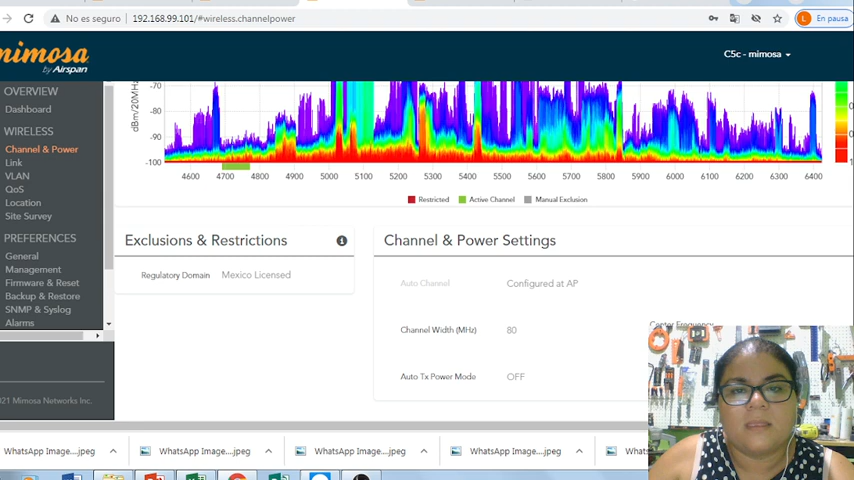 No es seguro
192.168.99.101/#wireless.channelpower
L
En pausa
mimosa
by Airspan
C5c - mimosa
OVERVIEW
Dashboard
WIRELESS
Channel & Power
Link
VLAN
QoS
Location
Site Survey
PREFERENCES
General
Management
Firmware & Reset
Backup & Restore
SNMP & Syslog
Alarms
21 Mimosa Networks Inc.
dBm/20MHz
-70
-80
-90
-100
4600 4700 4800 4900 5000 5100 5200 5300 5400 5500 5600 5700 5800 5900 6000 6100 6200 6300 6400
Restricted Active Channel Manual Exclusion
Exclusions & Restrictions
Regulatory Domain Mexico Licensed
Channel & Power Settings
Auto Channel Configured at AP
Channel Width (MHz) 80
Center Frequency
Auto Tx Power Mode OFF
WhatsApp Image....jpeg
WhatsApp Image....jpeg
WhatsApp Image....jpeg
WhatsApp Image....jpeg